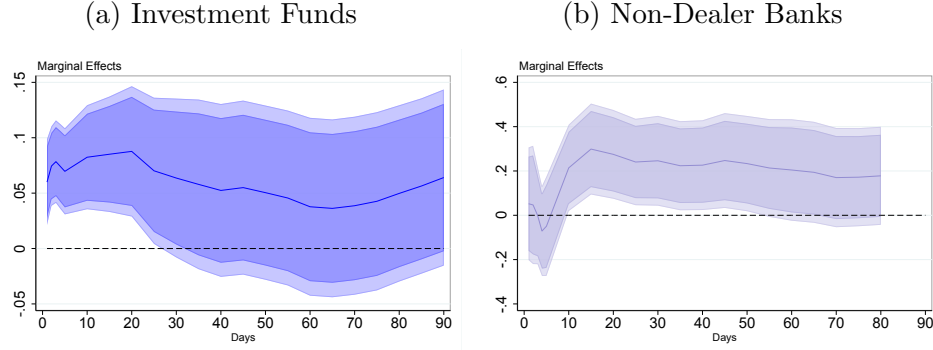 (a) Investment Funds
Marginal Effects
.15
.1
.05
0
-.05
0 10 20 30 40 50 60 70 80 90
Days
(b) Non-Dealer Banks
Marginal Effects
.6
.4
.2
0
-.2
-.4
0 10 20 30 40 50 60 70 80 90
Days